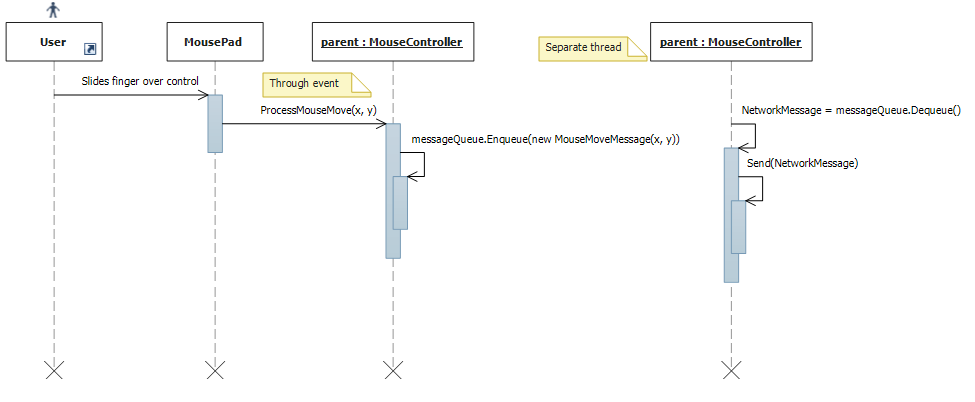 User
MousePad
parent : MouseController
Separate thread
parent : MouseController
Slides finger over control
Through event
ProcessMouseMove(x, y)
messageQueue.Enqueue(new MouseMoveMessage(x, y))
NetworkMessage = messageQueue.Dequeue()
Send(NetworkMessage)